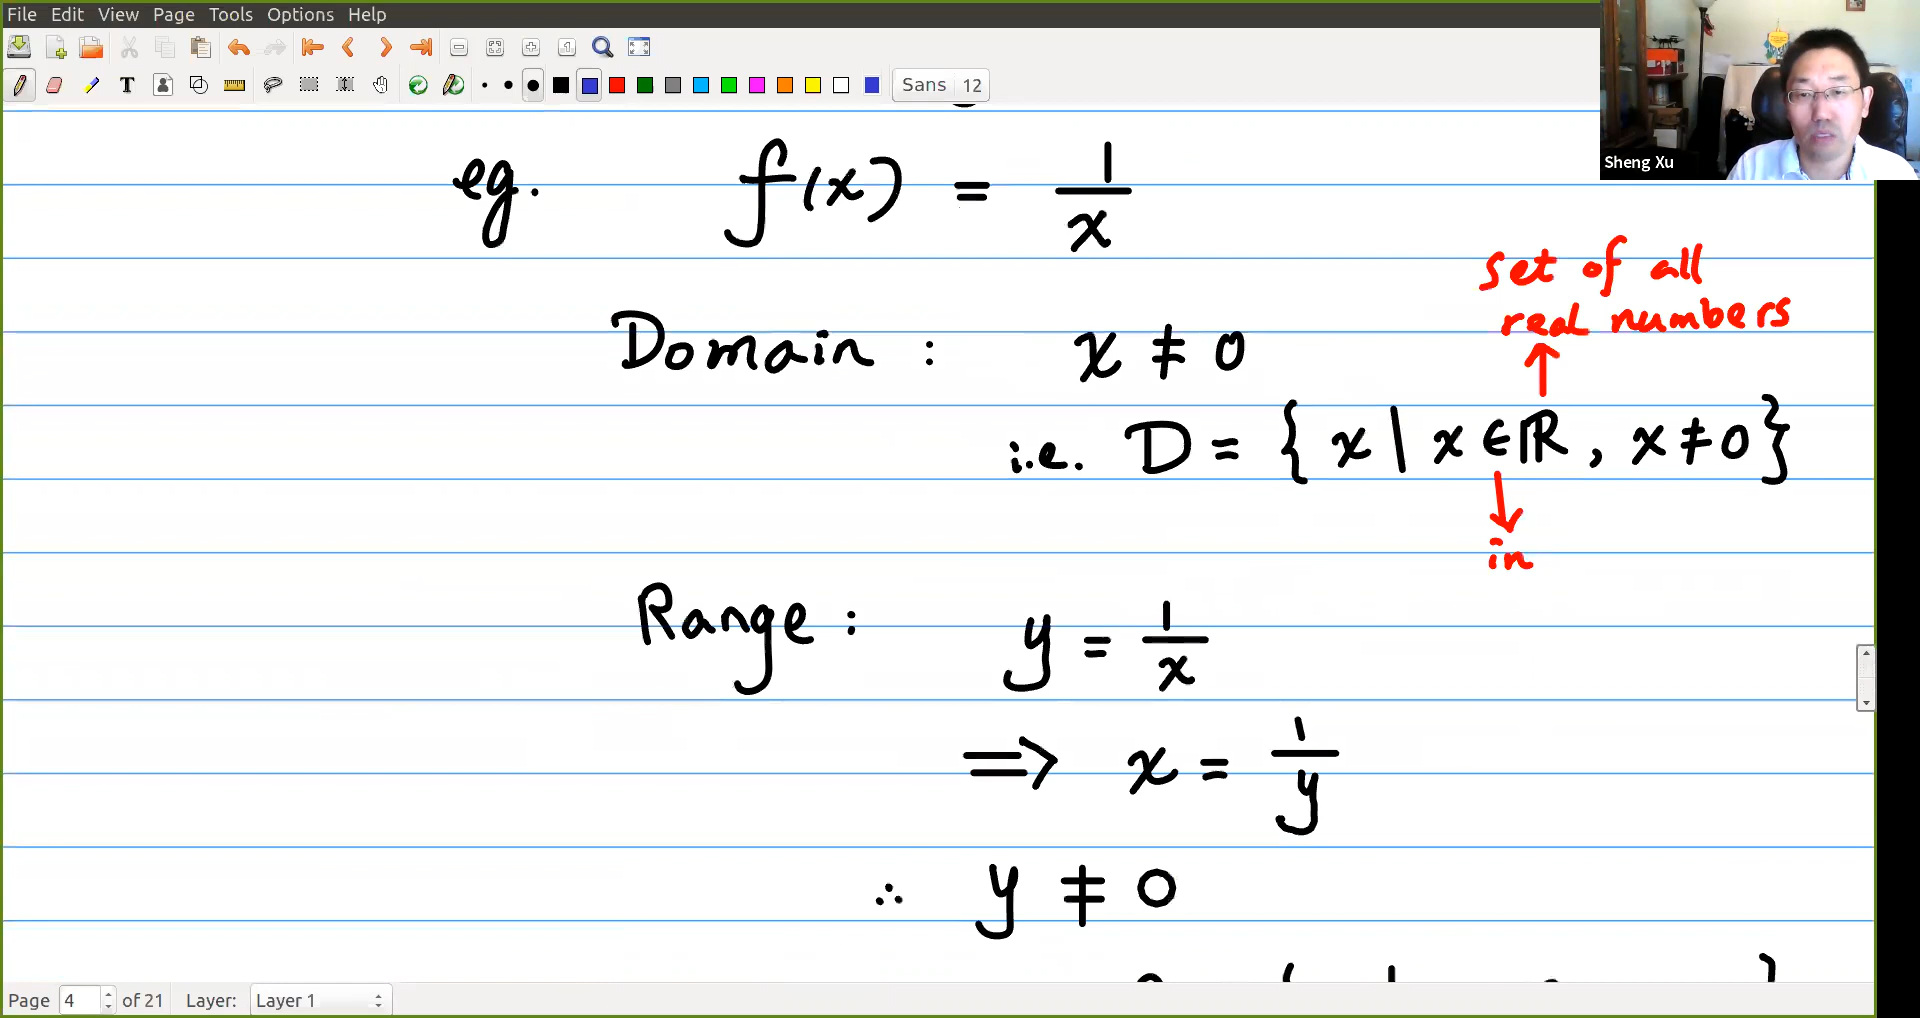 File Edit View Page Tools Options Help
Sans 12
Sheng Xu
eg. f(x) = 1/x
set of all
real numbers
Domain : x ≠ 0
i.e. D = { x | x ∈ ℝ , x ≠ 0 }
in
Range : y = 1/x
⟹ x = 1/y
∴ y ≠ 0
Page 4 of 21 Layer: Layer 1